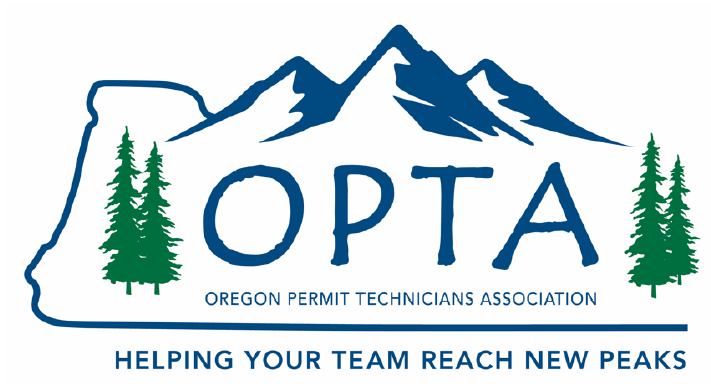 OPTA
OREGON PERMIT TECHNICIANS ASSOCIATION
HELPING YOUR TEAM REACH NEW PEAKS